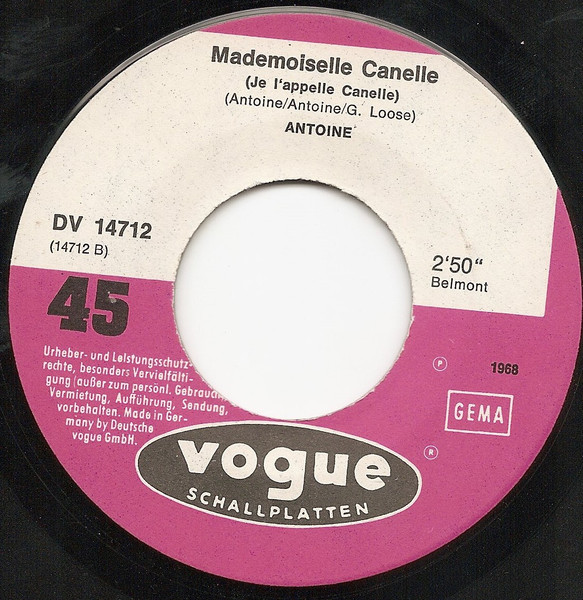 Mademoiselle Canelle
(Je l'appelle Canelle)
(Antoine/Antoine/G. Loose)
ANTOINE
DV 14712
(14712 B)
2'50"
Belmont
45
Urheber- und Leistungsschutz-
rechte, besonders Vervielfälti-
gung (außer zum persönl. Gebrauch)
Vermietung, Aufführung, Sendung,
vorbehalten. Made in Ger-
many by Deutsche
vogue GmbH.
P
1968
GEMA
R
vogue
SCHALLPLATTEN